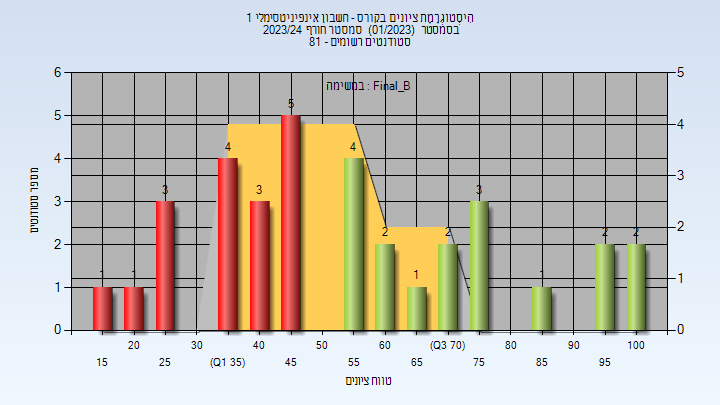 היסטוגרמת ציונים בקורס - חשבון אינפיניטסימלי 1
בסמסטר (01/2023) סמסטר חורף 2023/24
סטודנטים רשומים - 81
במשימה : Final_B
מספר סטודנטים
6 5 4 3 2 1 0
5 4 3 2 1 0
1 1 3 4 3 5 4 2 1 2 3 1 2 2
20 30 40 50 60 (Q3 70) 80 90 100
15 25 (Q1 35) 45 55 65 75 85 95
טווח ציונים